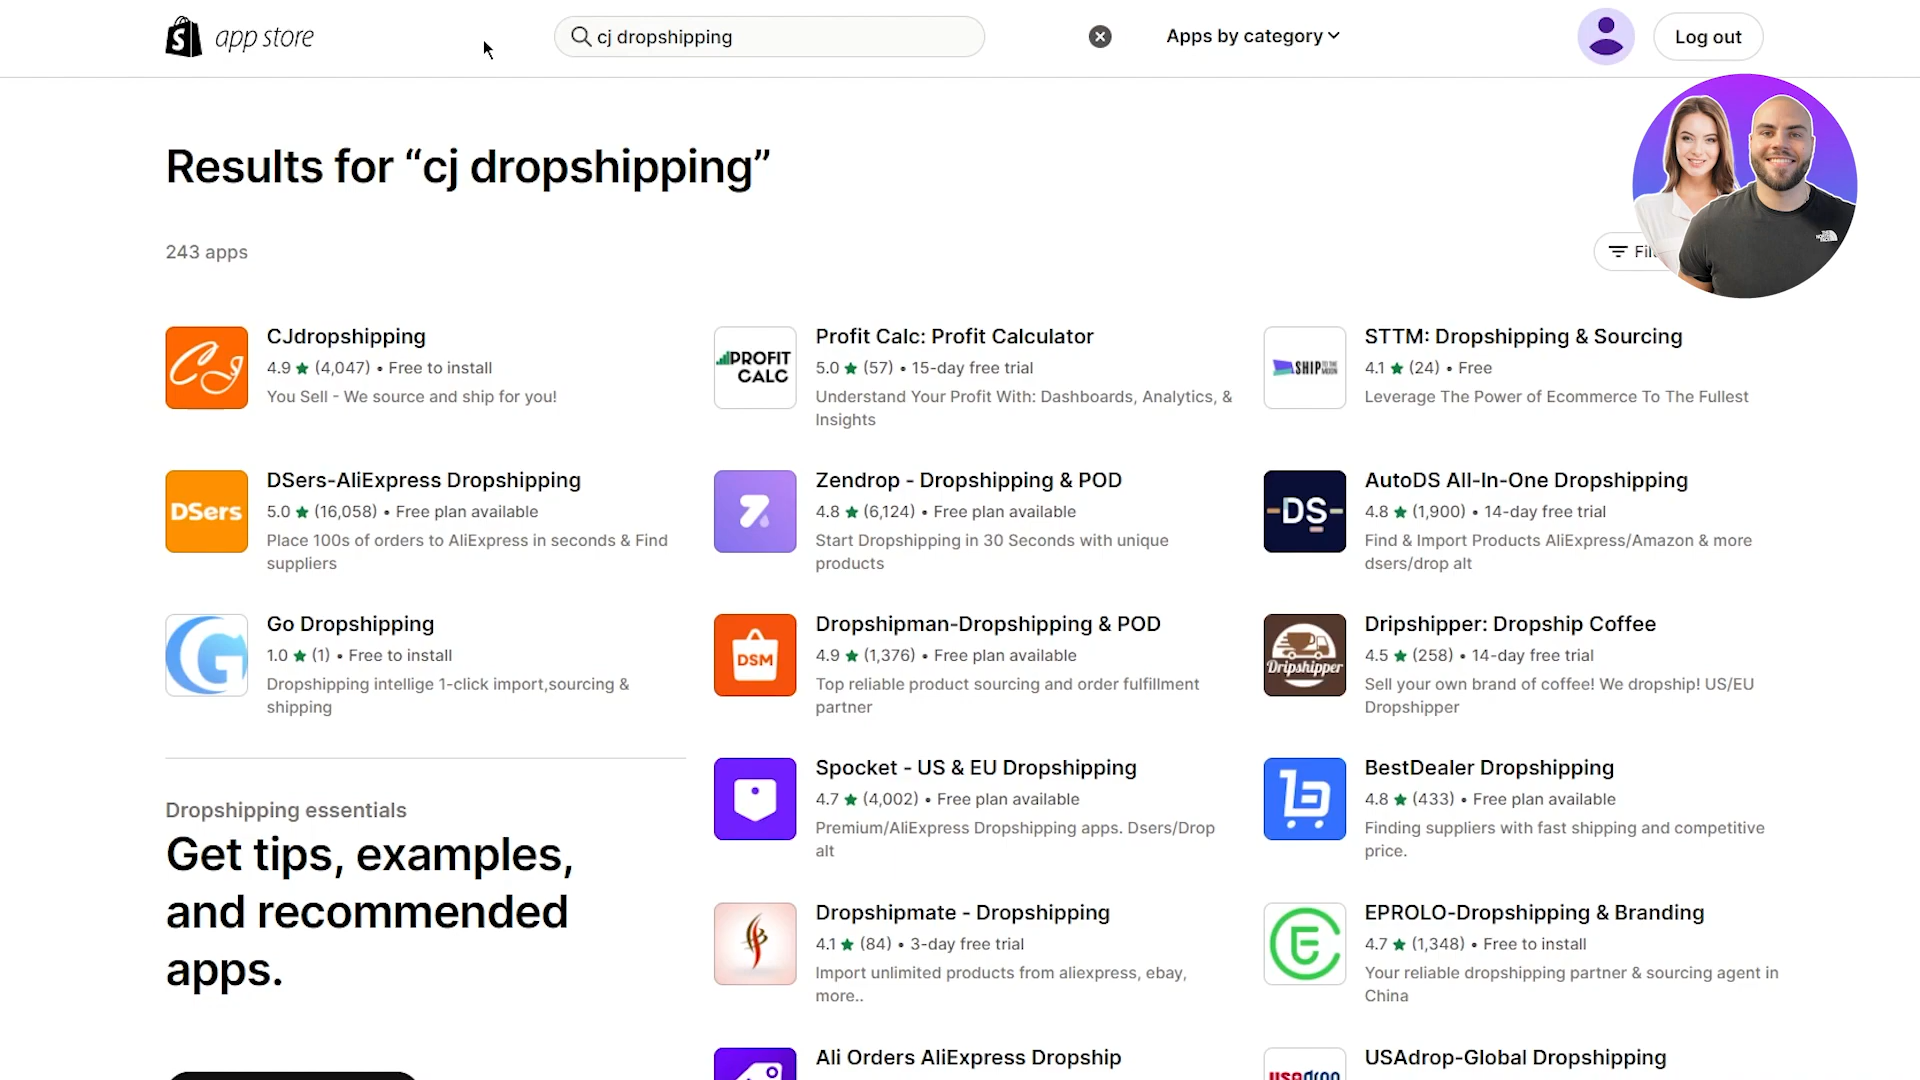 app store
cj dropshipping
Apps by category
Log out
Results for “cj dropshipping”
243 apps
CJdropshipping
4.9 ★ (4,047) • Free to install
You Sell - We source and ship for you!
PROFIT
CALC
Profit Calc: Profit Calculator
5.0 ★ (57) • 15-day free trial
Understand Your Profit With: Dashboards, Analytics, &
Insights
SHIP
STTM: Dropshipping & Sourcing
4.1 ★ (24) • Free
Leverage The Power of Ecommerce To The Fullest
DSers
DSers-AliExpress Dropshipping
5.0 ★ (16,058) • Free plan available
Place 100s of orders to AliExpress in seconds & Find
suppliers
Zendrop - Dropshipping & POD
4.8 ★ (6,124) • Free plan available
Start Dropshipping in 30 Seconds with unique
products
-DS-
AutoDS All-In-One Dropshipping
4.8 ★ (1,900) • 14-day free trial
Find & Import Products AliExpress/Amazon & more
dsers/drop alt
Go Dropshipping
1.0 ★ (1) • Free to install
Dropshipping intellige 1-click import,sourcing &
shipping
DSM
Dropshipman-Dropshipping & POD
4.9 ★ (1,376) • Free plan available
Top reliable product sourcing and order fulfillment
partner
Dripshipper
Dripshipper: Dropship Coffee
4.5 ★ (258) • 14-day free trial
Sell your own brand of coffee! We dropship! US/EU
Dropshipper
Spocket - US & EU Dropshipping
4.7 ★ (4,002) • Free plan available
Premium/AliExpress Dropshipping apps. Dsers/Drop
alt
BestDealer Dropshipping
4.8 ★ (433) • Free plan available
Finding suppliers with fast shipping and competitive
price.
Dropshipping essentials
Get tips, examples,
and recommended
apps.
Dropshipmate - Dropshipping
4.1 ★ (84) • 3-day free trial
Import unlimited products from aliexpress, ebay,
more..
EPROLO-Dropshipping & Branding
4.7 ★ (1,348) • Free to install
Your reliable dropshipping partner & sourcing agent in
China
Ali Orders AliExpress Dropship
USAdrop-Global Dropshipping